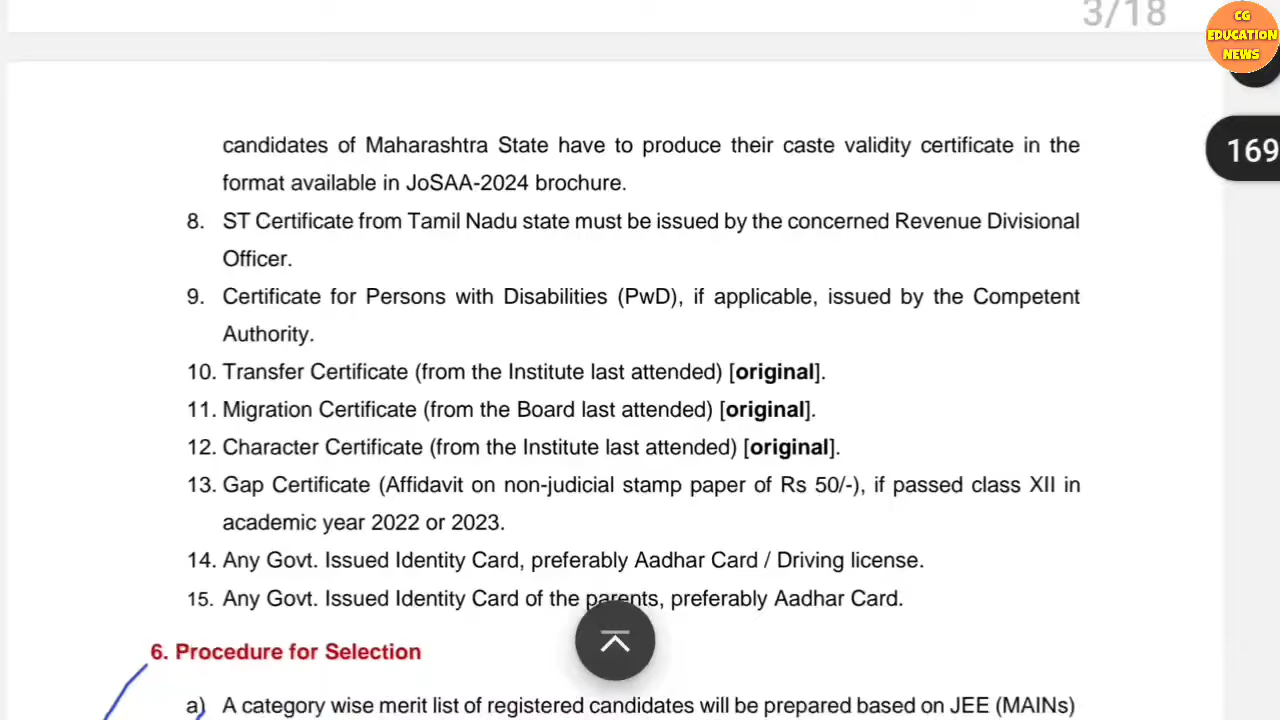 3/18
CG
EDUCATION
NEWS
169
candidates of Maharashtra State have to produce their caste validity certificate in the
format available in JoSAA-2024 brochure.
8. ST Certificate from Tamil Nadu state must be issued by the concerned Revenue Divisional
Officer.
9. Certificate for Persons with Disabilities (PwD), if applicable, issued by the Competent
Authority.
10. Transfer Certificate (from the Institute last attended) [original].
11. Migration Certificate (from the Board last attended) [original].
12. Character Certificate (from the Institute last attended) [original].
13. Gap Certificate (Affidavit on non-judicial stamp paper of Rs 50/-), if passed class XII in
academic year 2022 or 2023.
14. Any Govt. Issued Identity Card, preferably Aadhar Card / Driving license.
15. Any Govt. Issued Identity Card of the parents, preferably Aadhar Card.
6. Procedure for Selection
a) A category wise merit list of registered candidates will be prepared based on JEE (MAINs)